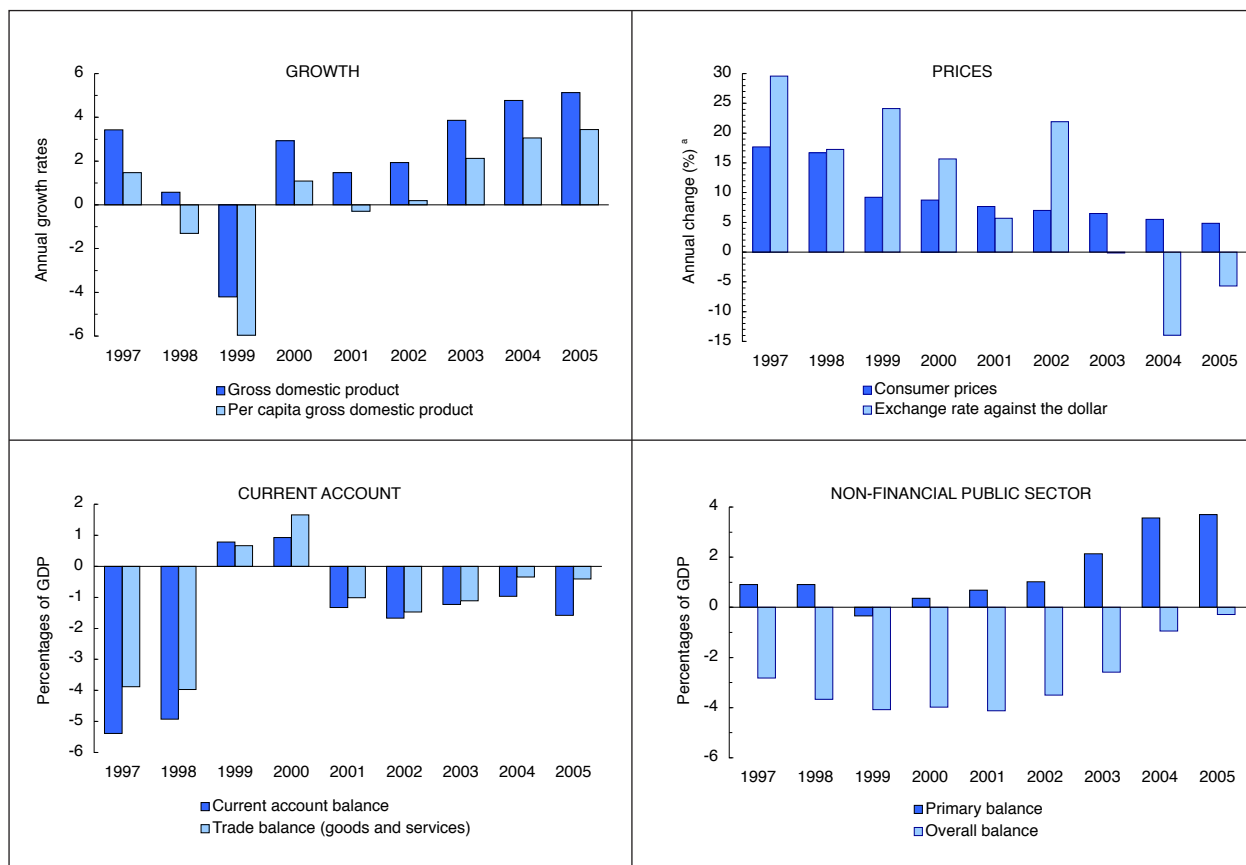 GROWTH
Annual growth rates
6
4
2
0
-2
-4
-6
1997 1998 1999 2000 2001 2002 2003 2004 2005
Gross domestic product
Per capita gross domestic product
PRICES
Annual change (%) a
30
25
20
15
10
5
0
-5
-10
-15
1997 1998 1999 2000 2001 2002 2003 2004 2005
Consumer prices
Exchange rate against the dollar
CURRENT ACCOUNT
Percentages of GDP
2
1
0
-1
-2
-3
-4
-5
-6
1997 1998 1999 2000 2001 2002 2003 2004 2005
Current account balance
Trade balance (goods and services)
NON-FINANCIAL PUBLIC SECTOR
Percentages of GDP
4
2
0
-2
-4
-6
1997 1998 1999 2000 2001 2002 2003 2004 2005
Primary balance
Overall balance